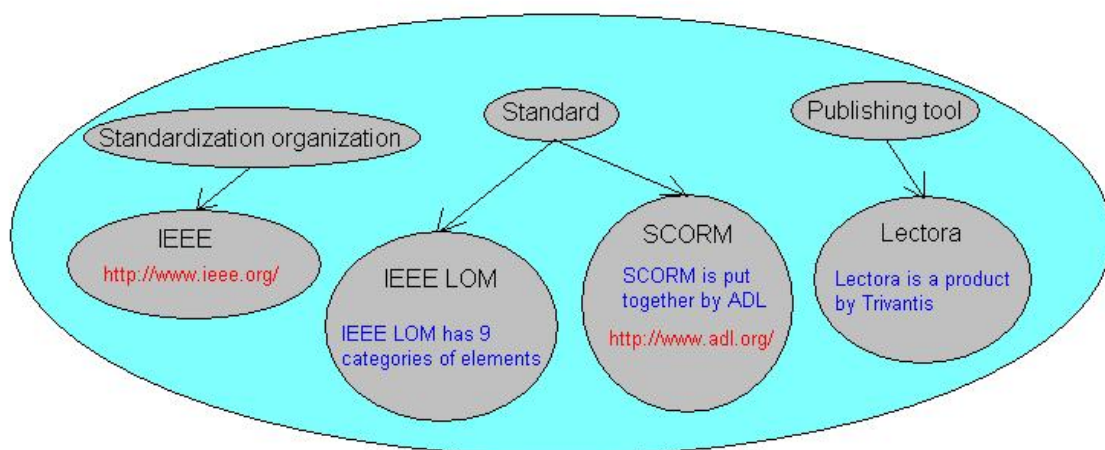 Standardization organization
Standard
Publishing tool
IEEE
http://www.ieee.org/
IEEE LOM
IEEE LOM has 9
categories of elements
SCORM
SCORM is put
together by ADL
http://www.adl.org/
Lectora
Lectora is a product
by Trivantis